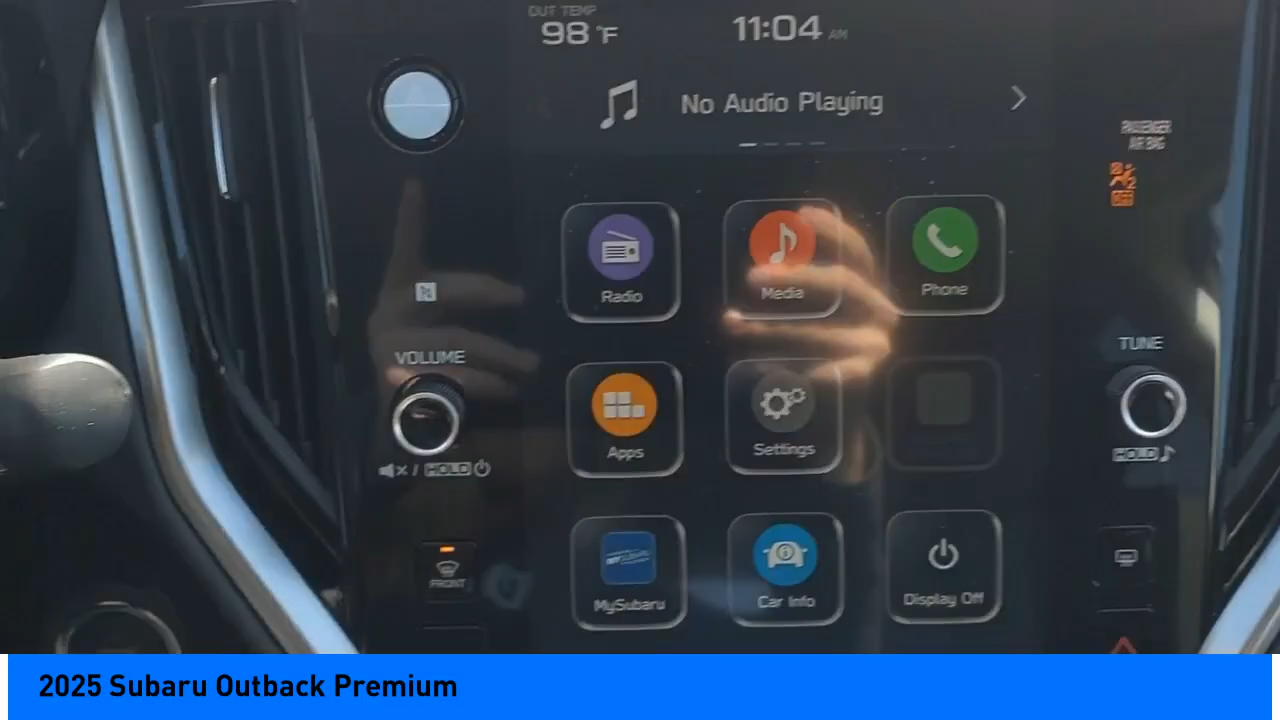 OUT TEMP
98 °F
11:04 AM
No Audio Playing
PASSENGER
AIR BAG
OFF
Radio
Media
Phone
N
VOLUME
TUNE
Apps
Settings
/ HOLD
HOLD
FRONT
MySubaru
Car Info
Display Off
2025 Subaru Outback Premium